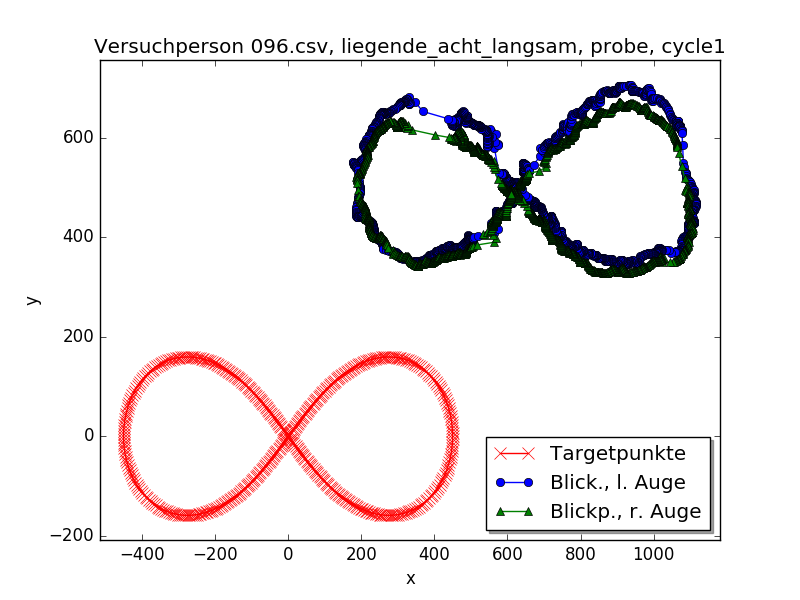 Versuchperson 096.csv, liegende_acht_langsam, probe, cycle1
y
600
400
200
0
−200
−400
−200
0
200
400
600
800
1000
x
Targetpunkte
Blick., l. Auge
Blickp., r. Auge